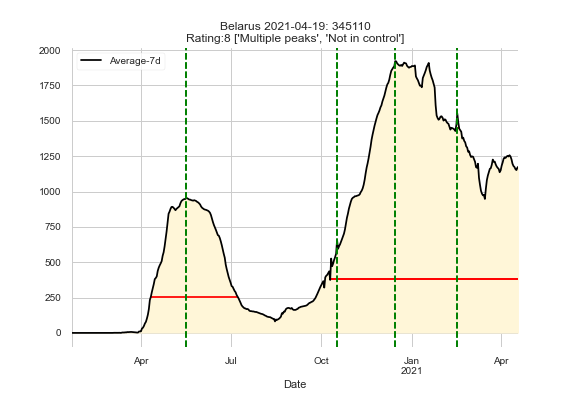 Belarus 2021-04-19: 345110
Rating:8 ['Multiple peaks', 'Not in control']
Average-7d
2000
1750
1500
1250
1000
750
500
250
0
Apr
Jul
Oct
Jan
2021
Apr
Date